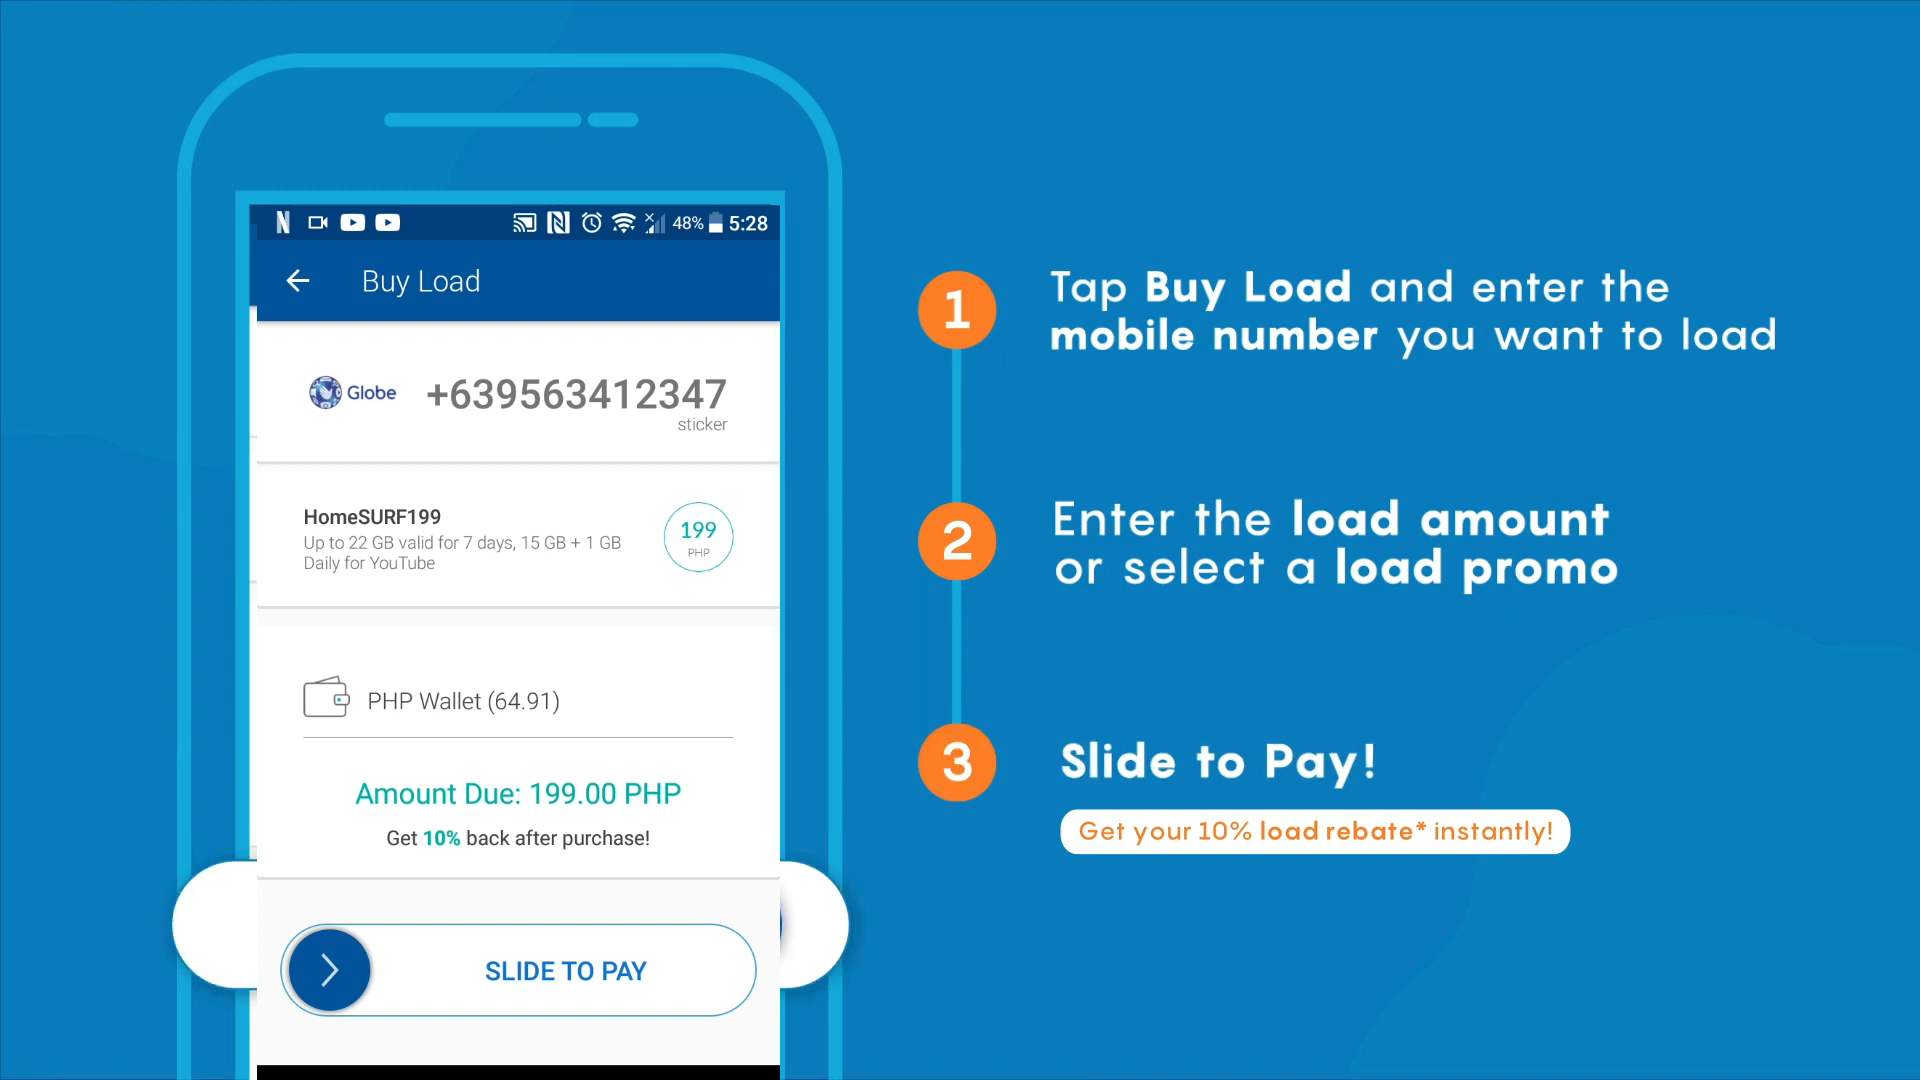 48% 5:28
Buy Load
Globe +639563412347
sticker
HomeSURF199
Up to 22 GB valid for 7 days, 15 GB + 1 GB
Daily for YouTube
199
PHP
PHP Wallet (64.91)
Amount Due: 199.00 PHP
Get 10% back after purchase!
SLIDE TO PAY
1
Tap Buy Load and enter the
mobile number you want to load
2
Enter the load amount
or select a load promo
3
Slide to Pay!
Get your 10% load rebate* instantly!